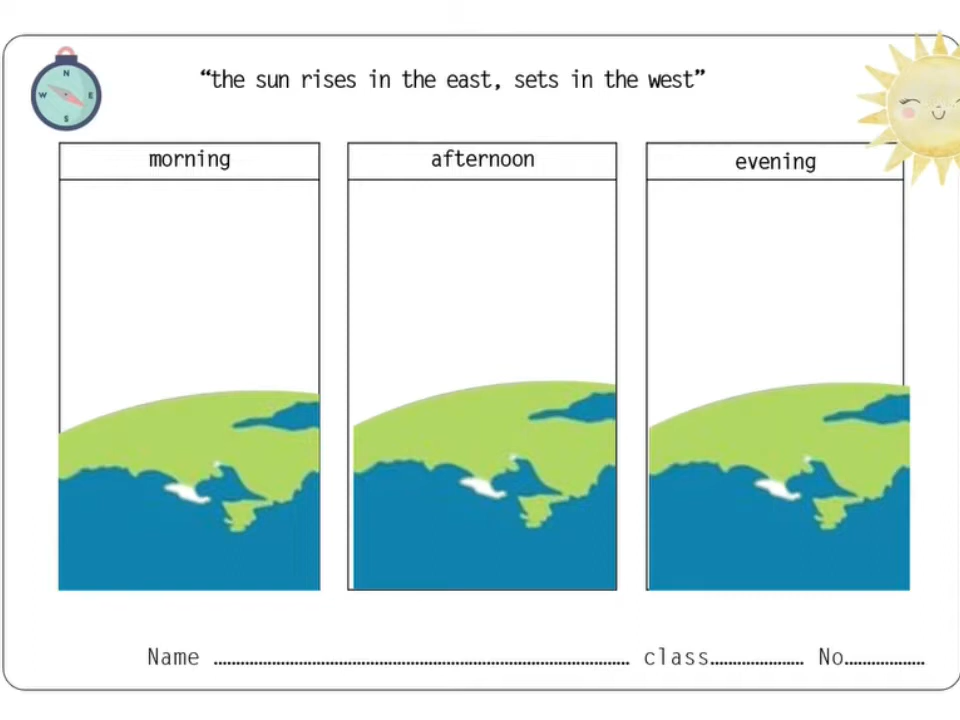 “the sun rises in the east, sets in the west”
N
W E
S
morning afternoon evening
Name ........................................ class.................... No..................